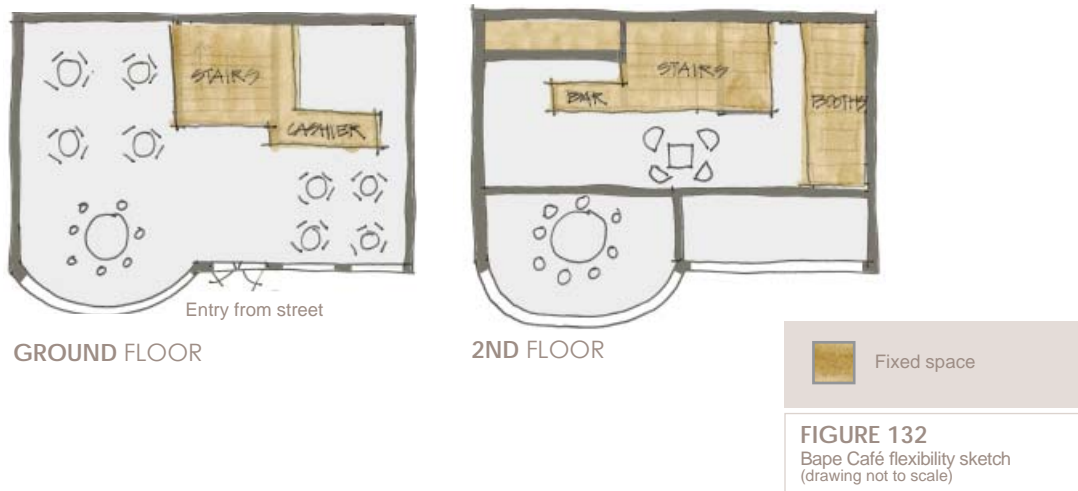 STAIRS
CASHIER
Entry from street
GROUND FLOOR
STAIRS
BAR
BOOTHS
2ND FLOOR
Fixed space
FIGURE 132
Bape Café flexibility sketch
(drawing not to scale)